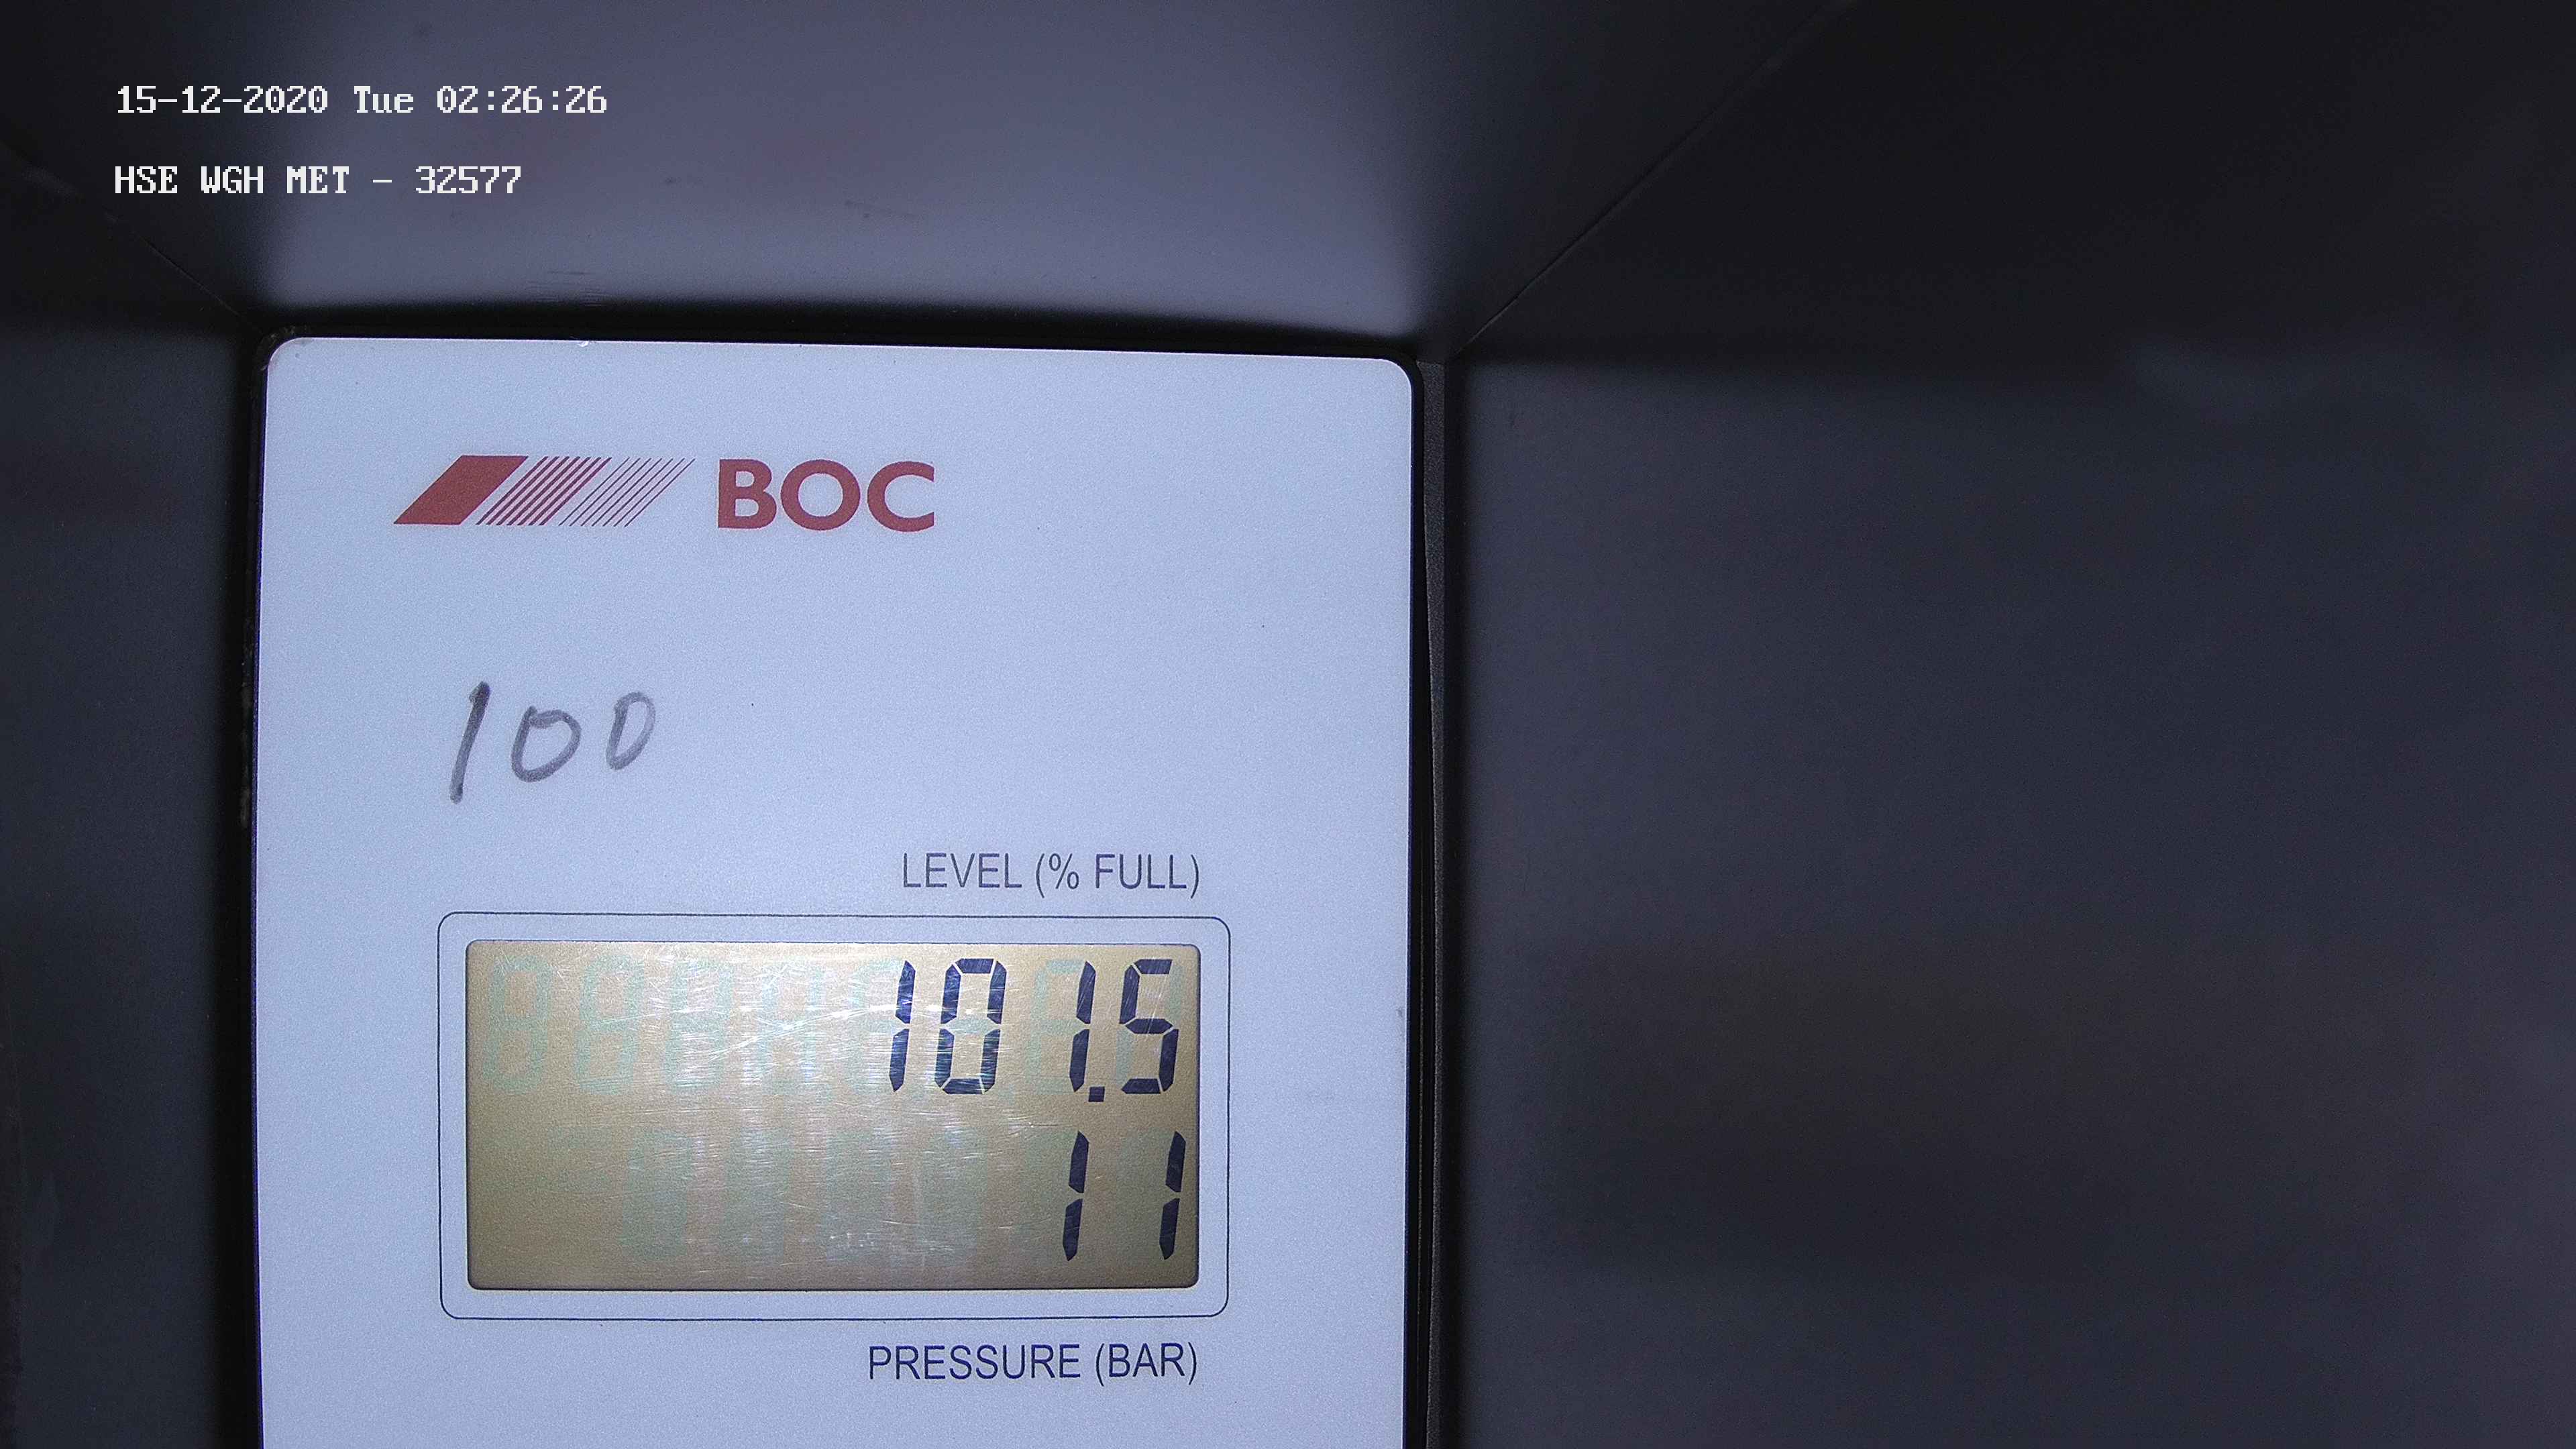 15-12-2020 Tue 02:26:26
HSE WGH MET - 32577
BOC
100
LEVEL (% FULL)
101.5
11
PRESSURE (BAR)